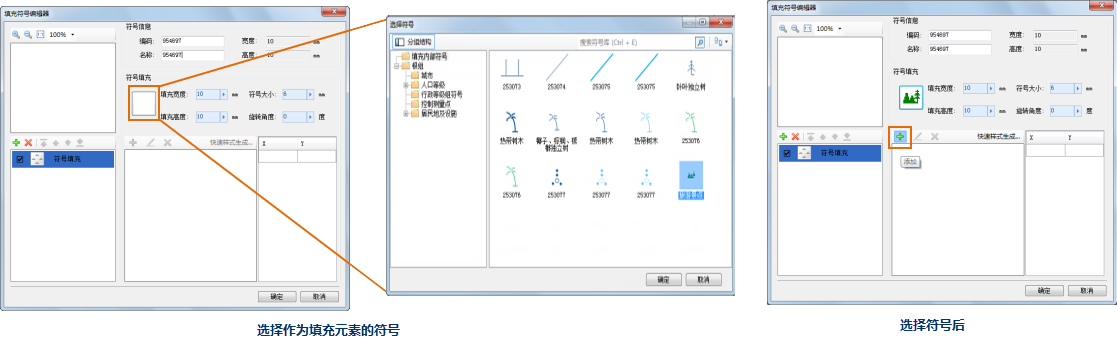 填充符号编辑器
100%
符号信息
编码: 954697 宽度: 10 mm
名称: 954697 高度: 10 mm
符号填充
填充宽度: 10 mm 符号大小: 6 mm
填充高度: 10 mm 旋转角度: 0 度
快速样式生成... X Y
符号填充
确定 取消
选择符号
分组结构 搜索符号库 (Ctrl + E)
填充内部符号
根组
城市
人口等级
行政等级组符号
控制测量点
居民地及设施
253073 253074 253075 253075 针叶独立树
热带树木 椰子、棕榈、槟榔独立树 热带树木 热带树木 253076
253076 253077 253077 253077
确定 取消
选择作为填充元素的符号
填充符号编辑器
100%
符号信息
编码: 954697 宽度: 10 mm
名称: 954697 高度: 10 mm
符号填充
填充宽度: 10 mm 符号大小: 6 mm
填充高度: 10 mm 旋转角度: 0 度
快速样式生成... X Y
符号填充
添加
确定 取消
选择符号后